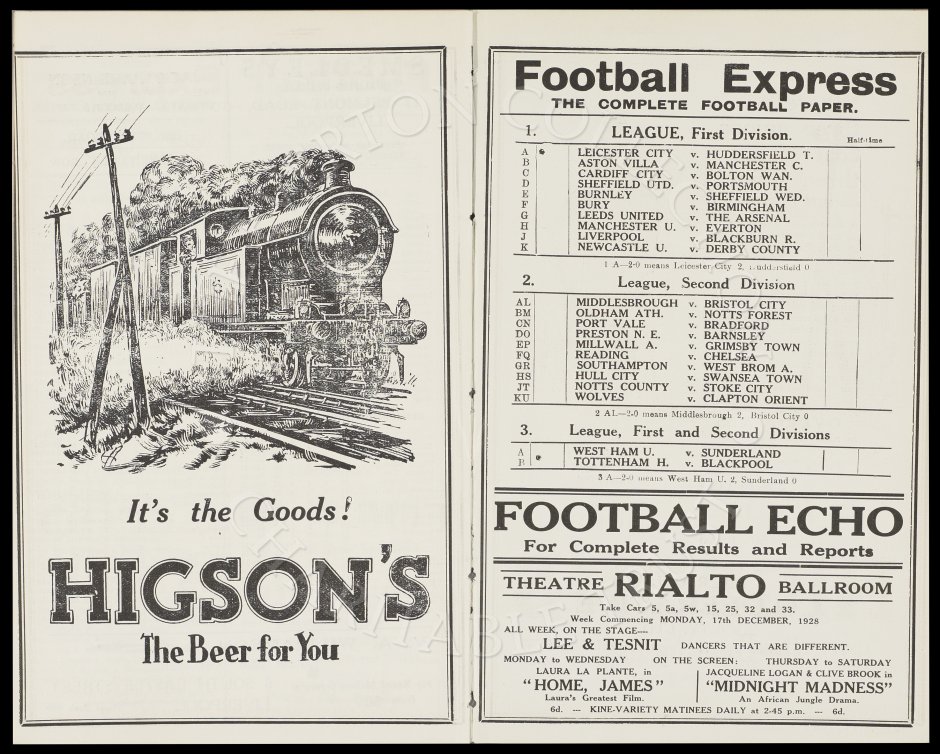 It's the Goods!
HIGSON'S
The Beer for You
Football Express
THE COMPLETE FOOTBALL PAPER.
1. LEAGUE, First Division. Half-time
A LEICESTER CITY v. HUDDERSFIELD T.
B ASTON VILLA v. MANCHESTER C.
C CARDIFF CITY v. BOLTON WAN.
D SHEFFIELD UTD. v. PORTSMOUTH
E BURNLEY v. SHEFFIELD WED.
F BURY v. BIRMINGHAM
G LEEDS UNITED v. THE ARSENAL
H MANCHESTER U. v. EVERTON
J LIVERPOOL v. BLACKBURN R.
K NEWCASTLE U. v. DERBY COUNTY
1 A—2-0 means Leicester City 2, Huddersfield 0
2. League, Second Division
AL MIDDLESBROUGH v. BRISTOL CITY
BM OLDHAM ATH. v. NOTTS FOREST
CN PORT VALE v. BRADFORD
DO PRESTON N. E. v. BARNSLEY
EP MILLWALL A. v. GRIMSBY TOWN
FQ READING v. CHELSEA
GR SOUTHAMPTON v. WEST BROM A.
HS HULL CITY v. SWANSEA TOWN
JT NOTTS COUNTY v. STOKE CITY
KU WOLVES v. CLAPTON ORIENT
2 AL—2-0 means Middlesbrough 2, Bristol City 0
3. League, First and Second Divisions
A WEST HAM U. v. SUNDERLAND
B TOTTENHAM H. v. BLACKPOOL
3 A—2-0 means West Ham U. 2, Sunderland 0
FOOTBALL ECHO
For Complete Results and Reports
THEATRE RIALTO BALLROOM
Take Cars 5, 5a, 5w, 15, 25, 32 and 33.
Week Commencing MONDAY, 17th DECEMBER, 1928
ALL WEEK, ON THE STAGE—
LEE & TESNIT DANCERS THAT ARE DIFFERENT.
MONDAY to WEDNESDAY ON THE SCREEN: THURSDAY to SATURDAY
LAURA LA PLANTE, in
"HOME, JAMES"
Laura's Greatest Film.
JACQUELINE LOGAN & CLIVE BROOK in
"MIDNIGHT MADNESS"
An African Jungle Drama.
6d. — KINE-VARIETY MATINEES DAILY at 2-45 p.m. — 6d.